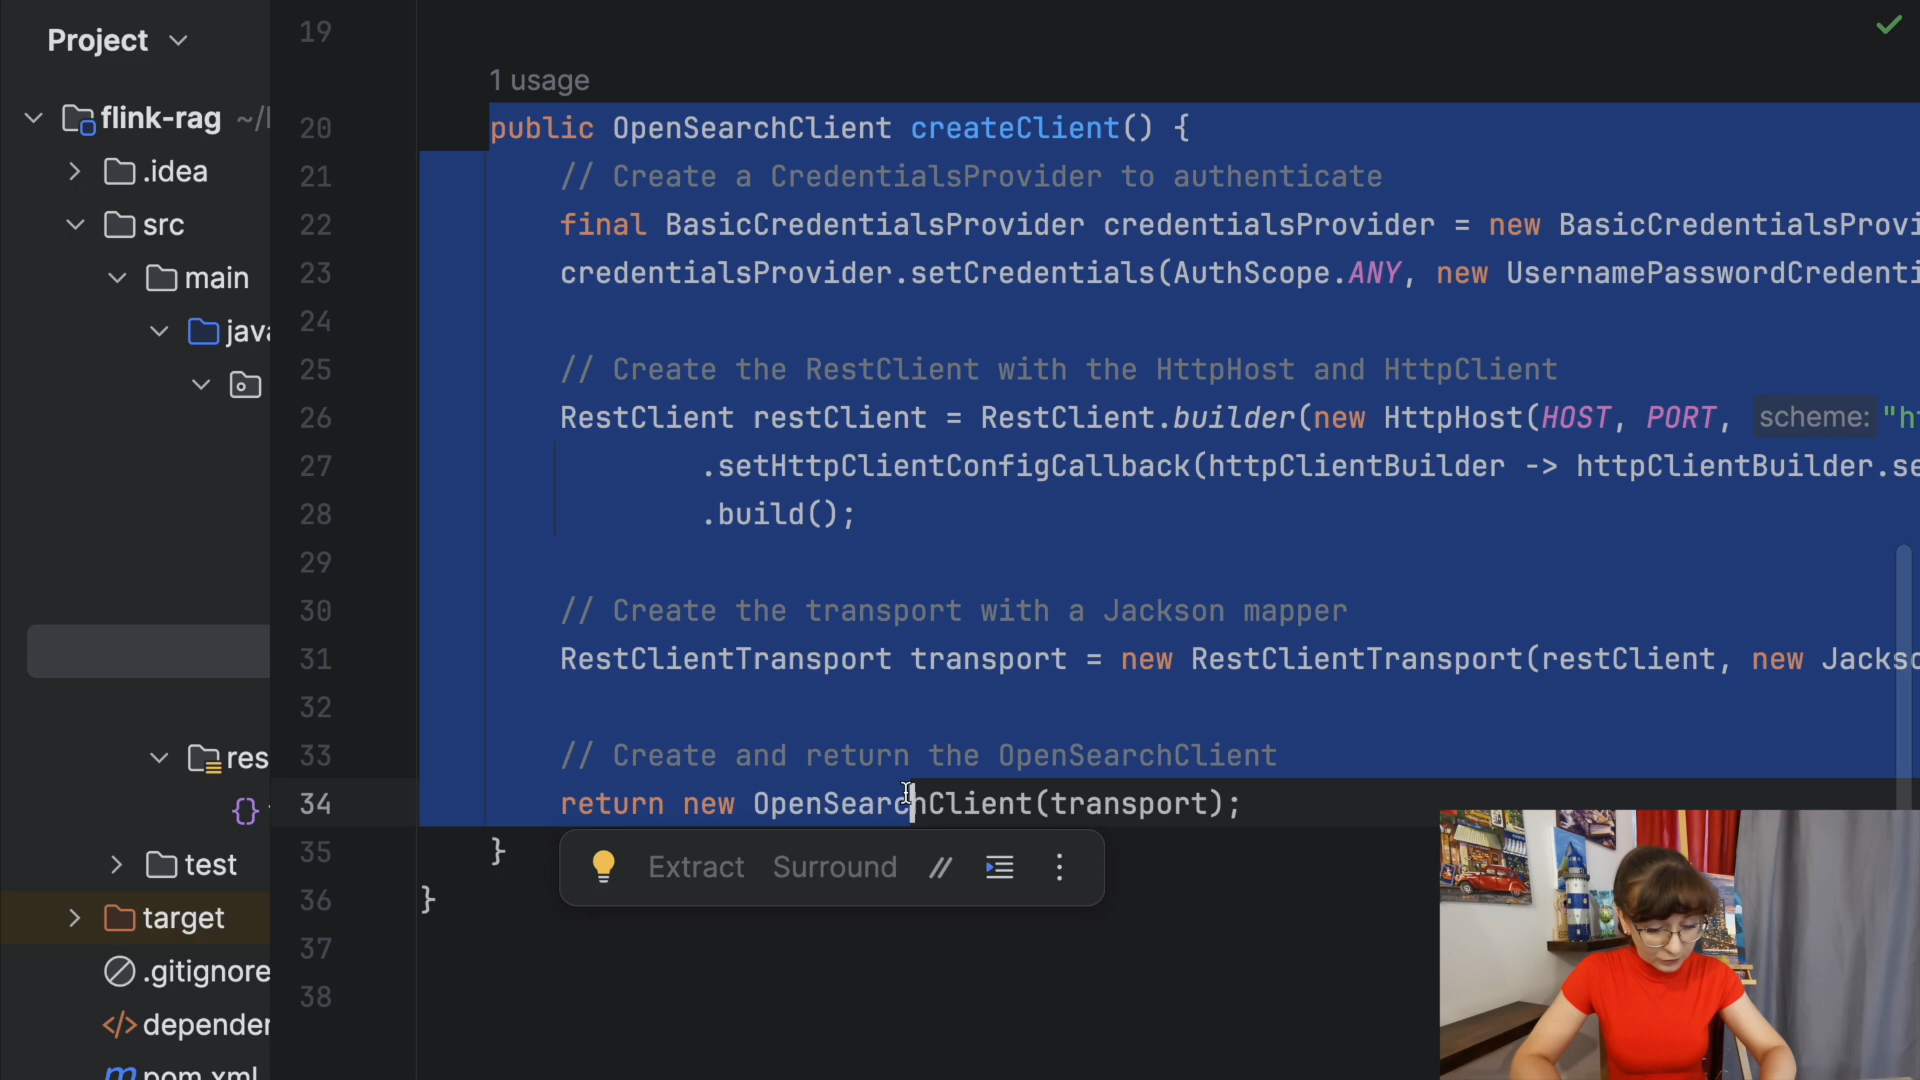 Project
flink-rag ~/
.idea
src
main
java
res
{}
test
target
.gitignore
</> depender
m pom.xml
19
1 usage
20 public OpenSearchClient createClient() {
21 // Create a CredentialsProvider to authenticate
22 final BasicCredentialsProvider credentialsProvider = new BasicCredentialsProvi
23 credentialsProvider.setCredentials(AuthScope.ANY, new UsernamePasswordCredenti
24
25 // Create the RestClient with the HttpHost and HttpClient
26 RestClient restClient = RestClient.builder(new HttpHost(HOST, PORT, scheme: "ht
27 .setHttpClientConfigCallback(httpClientBuilder -> httpClientBuilder.se
28 .build();
29
30 // Create the transport with a Jackson mapper
31 RestClientTransport transport = new RestClientTransport(restClient, new Jackso
32
33 // Create and return the OpenSearchClient
34 return new OpenSearchClient(transport);
35 }
36 }
37
38
Extract Surround //